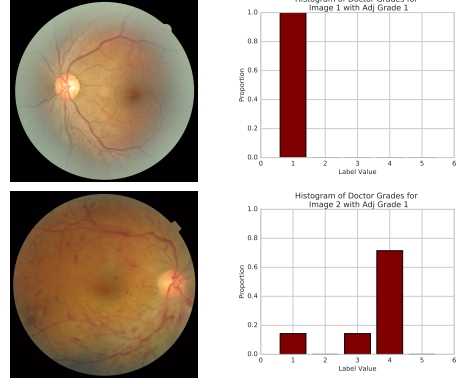 Histogram of Doctor Grades for
Image 1 with Adj Grade 1
1.0
0.8
0.6
0.4
0.2
0.0
Proportion
0 1 2 3 4 5 6
Label Value
Histogram of Doctor Grades for
Image 2 with Adj Grade 1
1.0
0.8
0.6
0.4
0.2
0.0
Proportion
0 1 2 3 4 5 6
Label Value